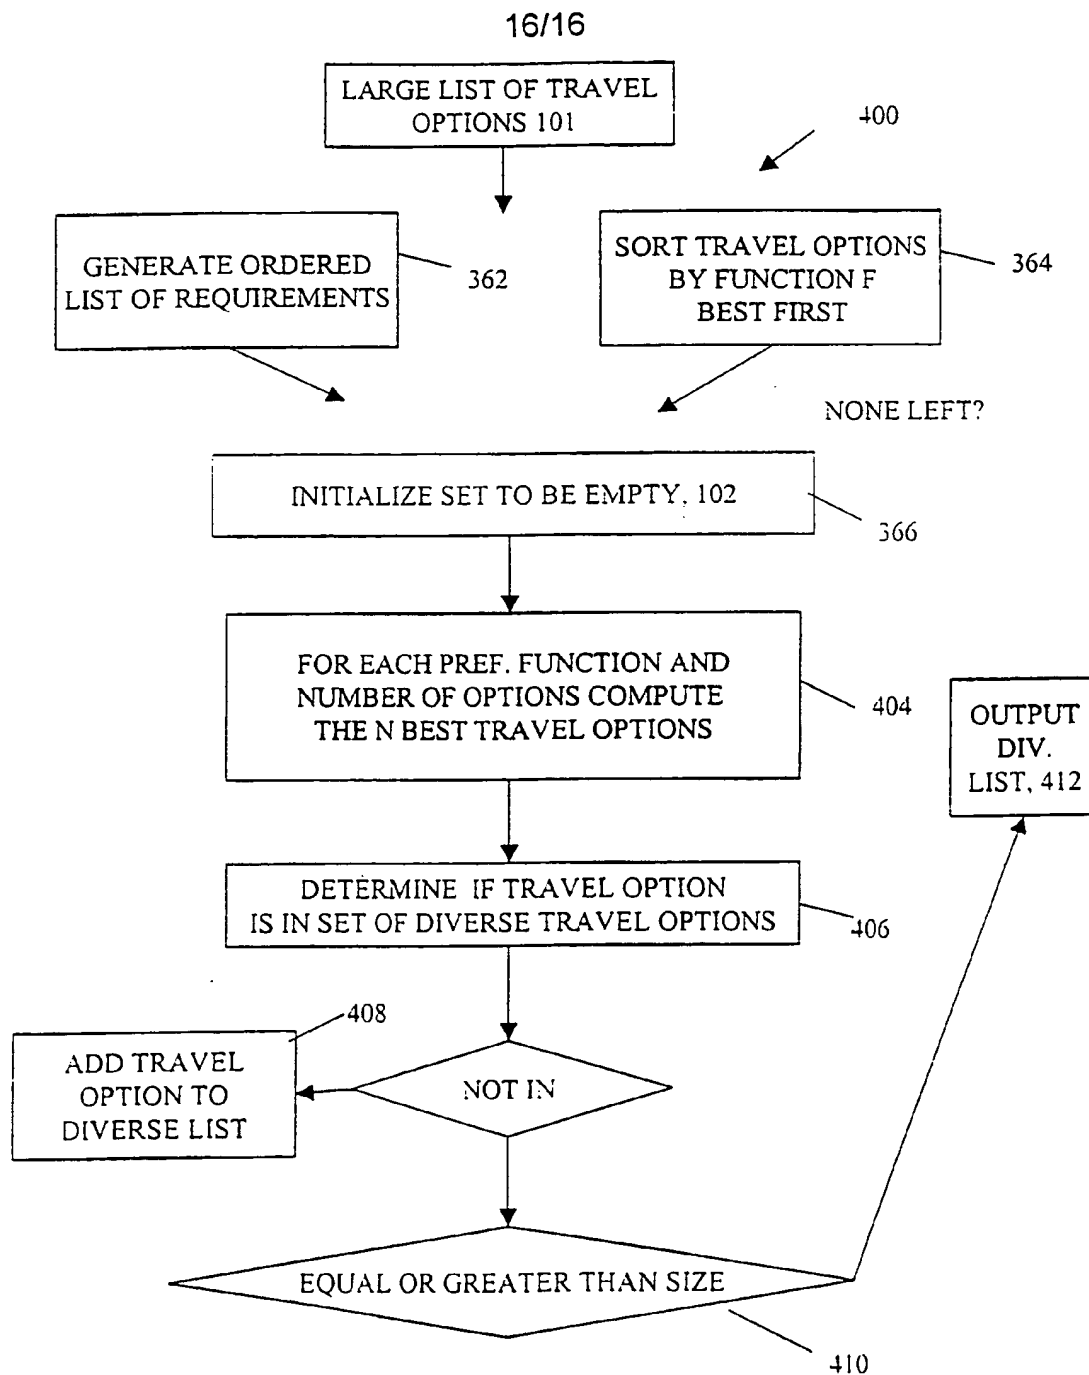 16/16
LARGE LIST OF TRAVEL
OPTIONS 101
400
GENERATE ORDERED
LIST OF REQUIREMENTS
362
SORT TRAVEL OPTIONS
BY FUNCTION F
BEST FIRST
364
NONE LEFT?
INITIALIZE SET TO BE EMPTY, 102
366
FOR EACH PREF. FUNCTION AND
NUMBER OF OPTIONS COMPUTE
THE N BEST TRAVEL OPTIONS
404
OUTPUT
DIV.
LIST, 412
DETERMINE IF TRAVEL OPTION
IS IN SET OF DIVERSE TRAVEL OPTIONS
406
408
ADD TRAVEL
OPTION TO
DIVERSE LIST
NOT IN
EQUAL OR GREATER THAN SIZE
410